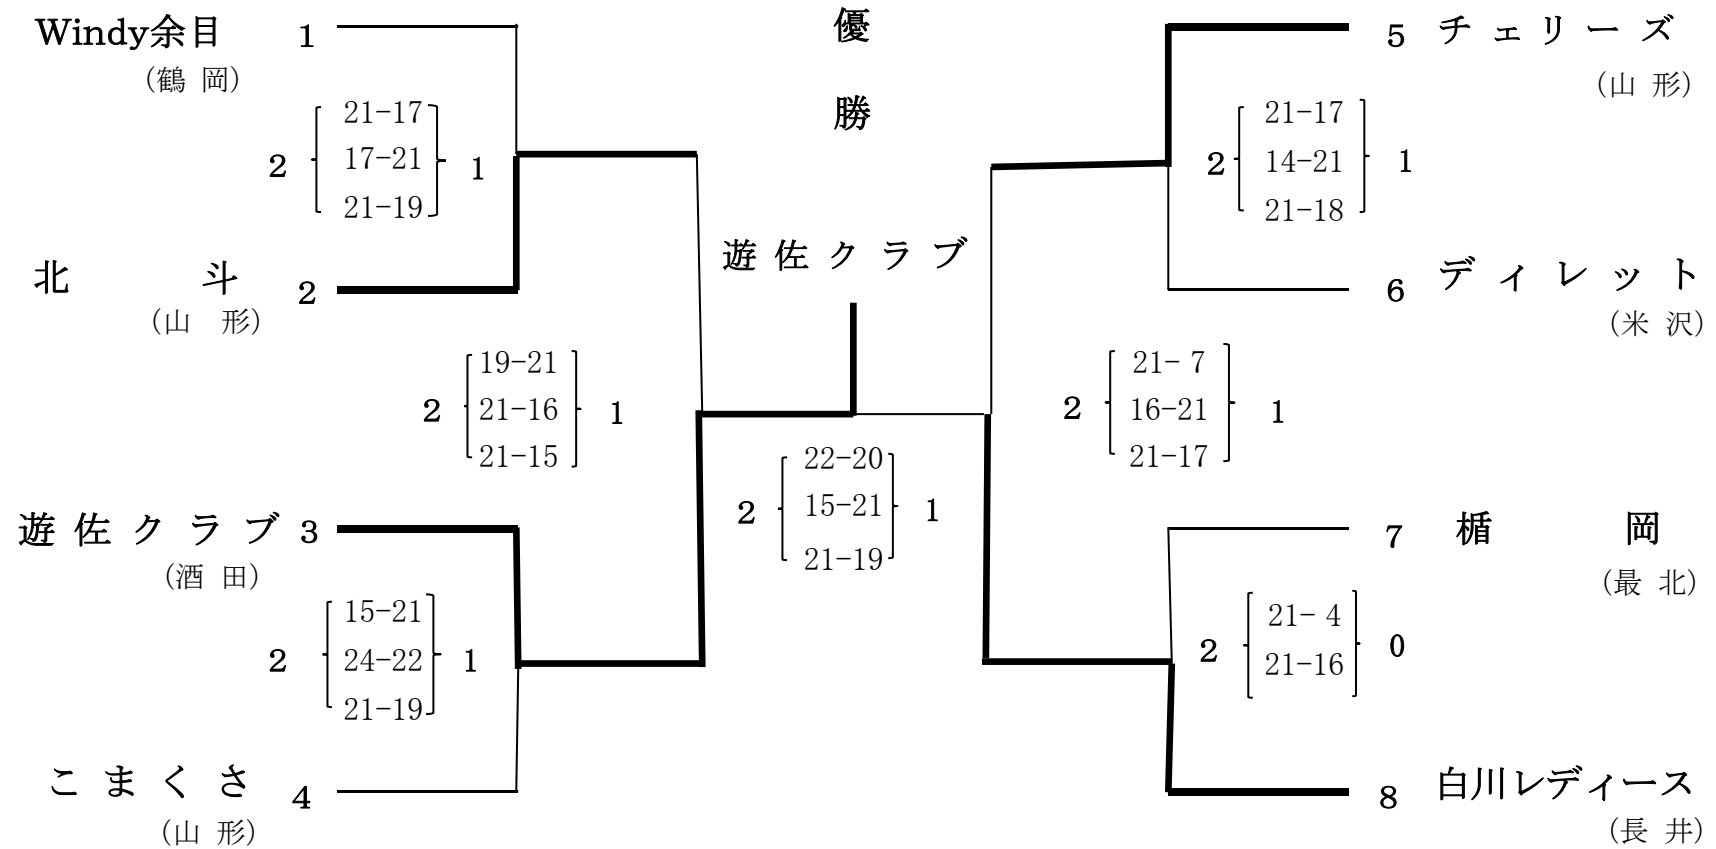 優
勝
Windy余目 1
(鶴 岡)
21-17
2 17-21 1
21-19
北 斗 2
(山 形)
19-21
2 21-16 1
21-15
遊佐クラブ 3
(酒 田)
15-21
2 24-22 1
21-19
こまくさ 4
(山 形)
遊佐クラブ
22-20
2 15-21 1
21-19
5 チェリーズ
(山 形)
21-17
2 14-21 1
21-18
6 ディレット
(米 沢)
21- 7
2 16-21 1
21-17
7 楯 岡
(最 北)
21- 4
2 0
21-16
8 白川レディース
(長 井)